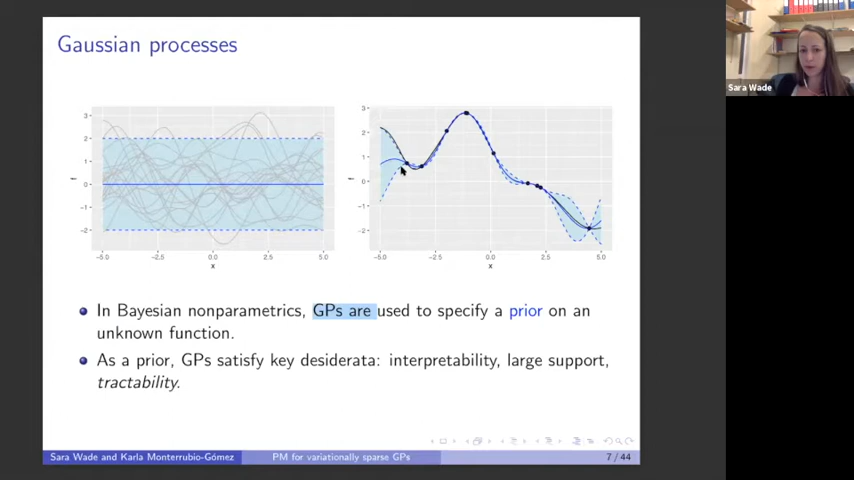 Gaussian processes
Sara Wade
3
2
1
0
−1
−2
f
−5.0
−2.5
0.0
2.5
5.0
x
3
2
1
0
−1
−2
f
−5.0
−2.5
0.0
2.5
5.0
x
In Bayesian nonparametrics, GPs are used to specify a prior on an
unknown function.
As a prior, GPs satisfy key desiderata: interpretability, large support,
tractability.
Sara Wade and Karla Monterrubio-Gómez
PM for variationally sparse GPs
7 / 44